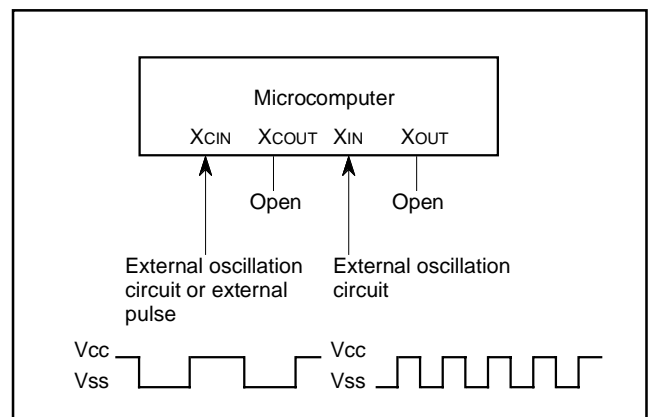 Microcomputer
XCIN XCOUT XIN XOUT
Open Open
External oscillation
circuit or external
pulse
External oscillation
circuit
Vcc
Vss
Vcc
Vss